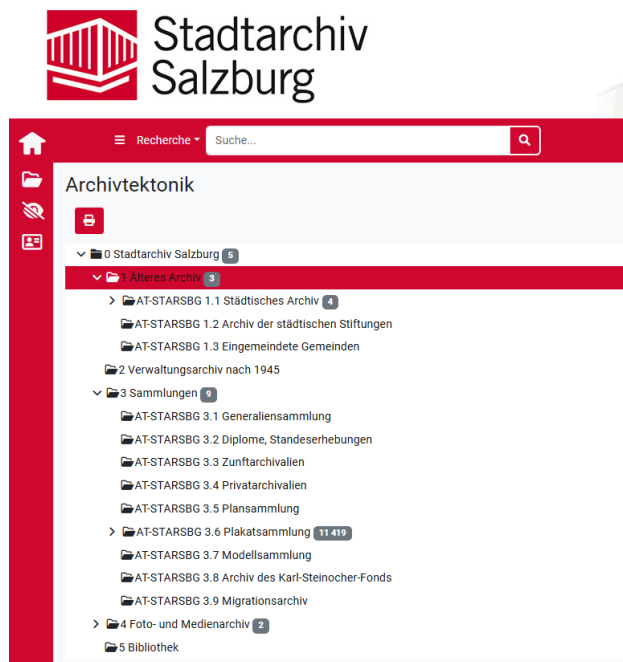 Stadtarchiv
Salzburg
Recherche
Suche...
Archivtektonik
0 Stadtarchiv Salzburg 5
1 Älteres Archiv 3
AT-STARSBG 1.1 Städtisches Archiv 4
AT-STARSBG 1.2 Archiv der städtischen Stiftungen
AT-STARSBG 1.3 Eingemeindete Gemeinden
2 Verwaltungsarchiv nach 1945
3 Sammlungen 9
AT-STARSBG 3.1 Generaliensammlung
AT-STARSBG 3.2 Diplome, Standeserhebungen
AT-STARSBG 3.3 Zunftarchivalien
AT-STARSBG 3.4 Privatarchivalien
AT-STARSBG 3.5 Plansammlung
AT-STARSBG 3.6 Plakatsammlung 11 419
AT-STARSBG 3.7 Modellsammlung
AT-STARSBG 3.8 Archiv des Karl-Steinocher-Fonds
AT-STARSBG 3.9 Migrationsarchiv
4 Foto- und Medienarchiv 2
5 Bibliothek